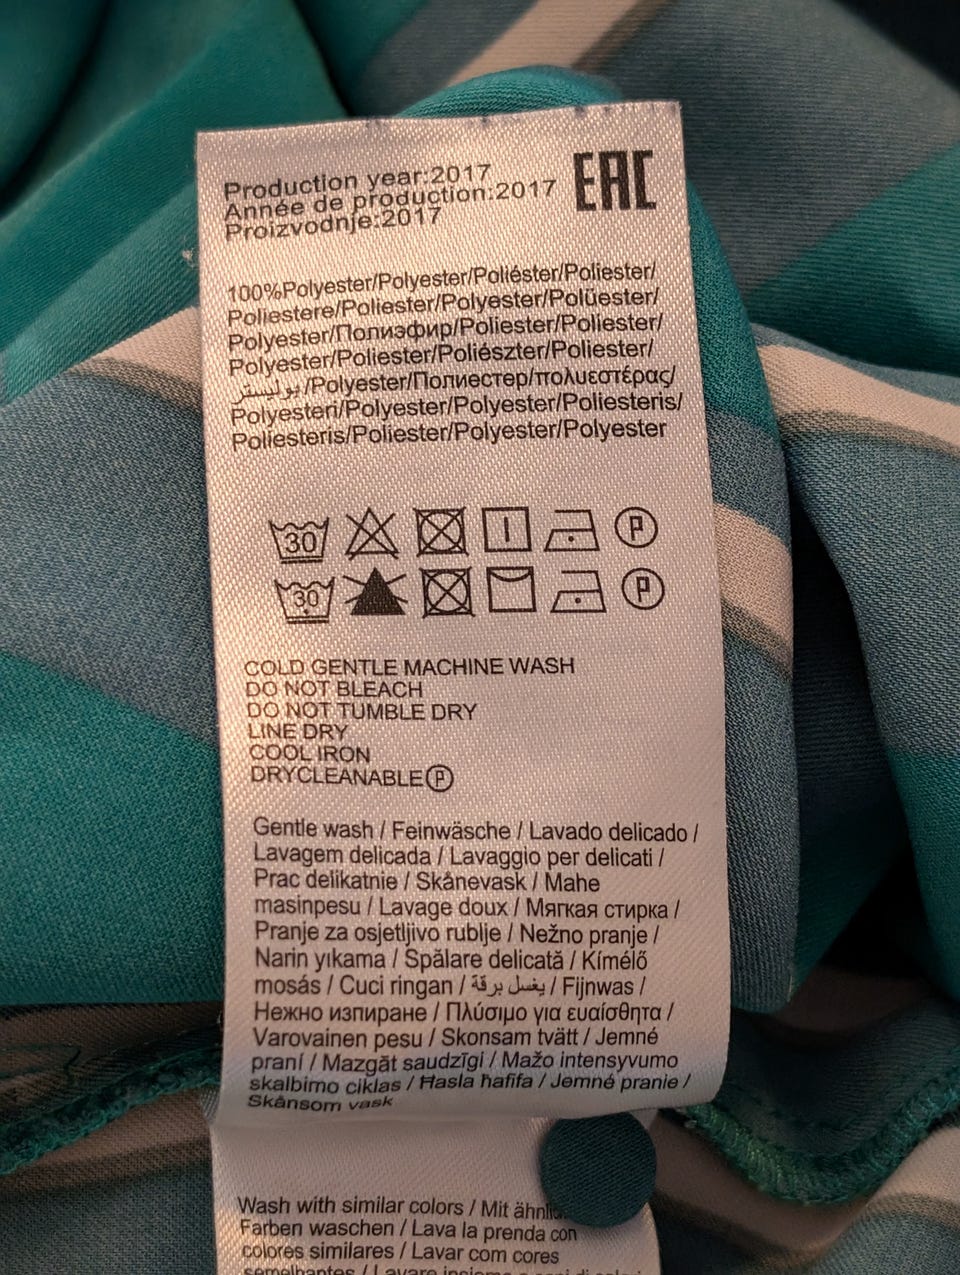 Production year:2017
Année de production:2017
Proizvodnje:2017
EAC
100%Polyester/Polyester/Poliéster/Poliester/
Poliestere/Poliester/Polyester/Polüester/
Polyester/Полиэфир/Poliester/Poliester/
Polyester/Poliester/Poliészter/Poliester/
بوليستر/Polyester/Полиестер/πολυεστέρας/
Polyesteri/Polyester/Polyester/Poliesteris/
Poliesteris/Poliester/Polyester/Polyester
30 P
30 P
COLD GENTLE MACHINE WASH
DO NOT BLEACH
DO NOT TUMBLE DRY
LINE DRY
COOL IRON
DRYCLEANABLE Ⓟ
Gentle wash / Feinwäsche / Lavado delicado /
Lavagem delicada / Lavaggio per delicati /
Prac delikatnie / Skånevask / Mahe
masinpesu / Lavage doux / Мягкая стирка /
Pranje za osjetljivo rublje / Nežno pranje /
Narin yıkama / Spălare delicată / Kímélő
mosás / Cuci ringan / يغسل برقة / Fijnwas /
Нежно изпиране / Πλύσιμο για ευαίσθητα /
Varovainen pesu / Skonsam tvätt / Jemné
praní / Mazgāt saudzīgi / Mažo intensyvumo
skalbimo ciklas / Ħasla ħafifa / Jemné pranie /
Skånsom vask
Wash with similar colors / Mit
Farben waschen / Lava la prenda con
colores similares / Lavar com cores
semelhantes / Lavare insieme a capi di